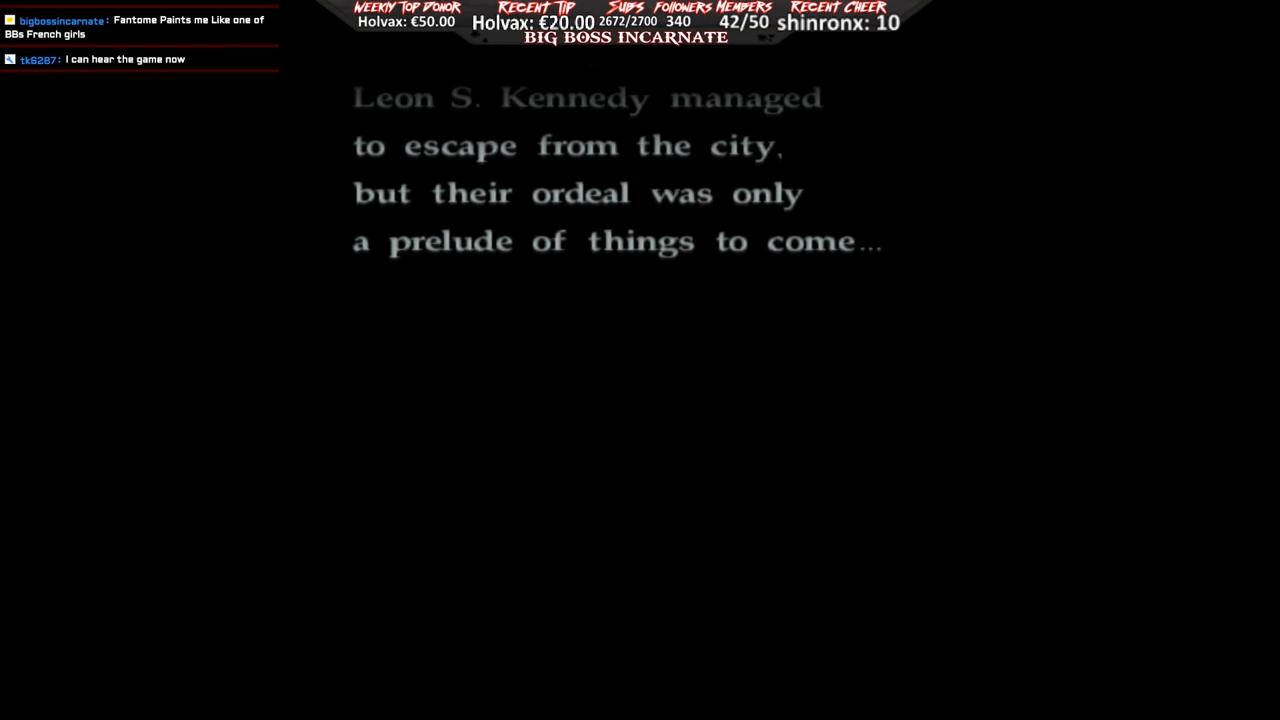 WEEKLY TOP DONOR
Holvax: €50.00
RECENT TIP
Holvax: €20.00
SUBS
2672/2700
FOLLOWERS
340
MEMBERS
42/50
RECENT CHEER
shinronx: 10
BIG BOSS INCARNATE
bigbossincarnate: Fantome Paints me Like one of
BBs French girls
tk6287: I can hear the game now
Leon S. Kennedy managed
to escape from the city,
but their ordeal was only
a prelude of things to come...